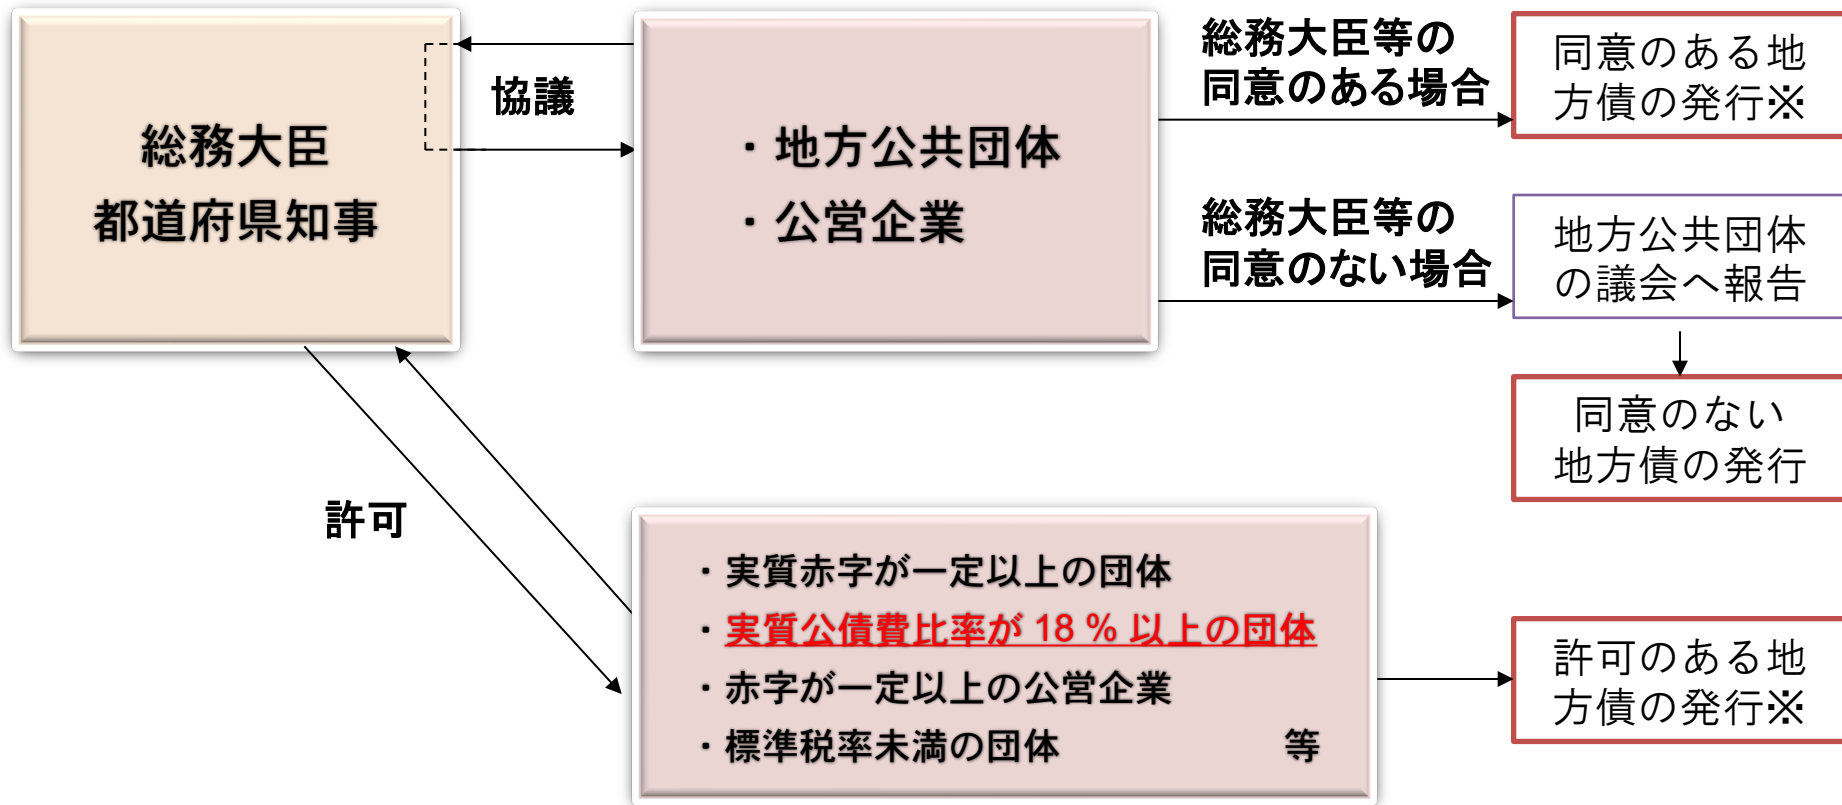 総務大臣
都道府県知事
協議
・地方公共団体
・公営企業
総務大臣等の
同意のある場合
同意のある地
方債の発行※
総務大臣等の
同意のない場合
地方公共団体
の議会へ報告
同意のない
地方債の発行
許可
・実質赤字が一定以上の団体
・実質公債費比率が 18 % 以上の団体
・赤字が一定以上の公営企業
・標準税率未満の団体 等
許可のある地
方債の発行※